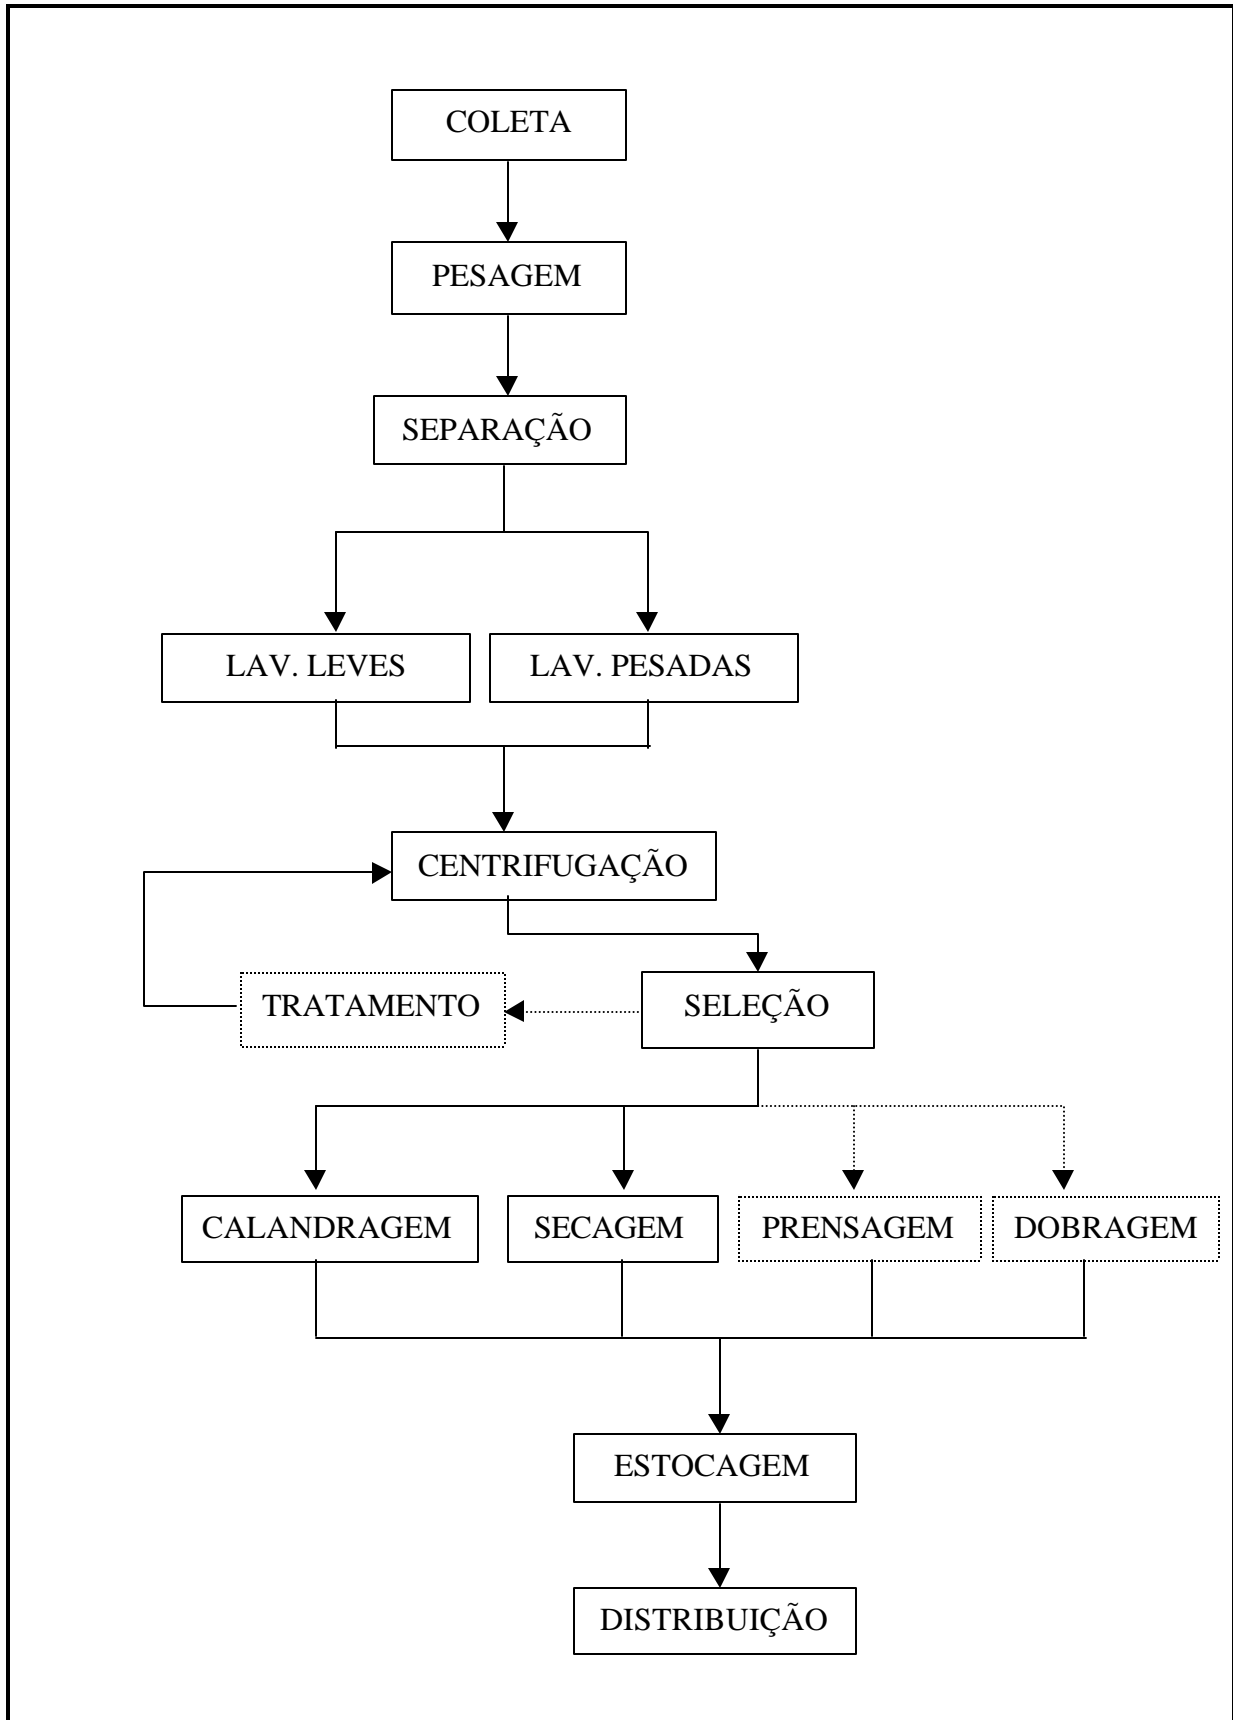 COLETA
PESAGEM
SEPARAÇÃO
LAV. LEVES
LAV. PESADAS
CENTRIFUGAÇÃO
TRATAMENTO
SELEÇÃO
CALANDRAGEM
SECAGEM
PRENSAGEM
DOBRAGEM
ESTOCAGEM
DISTRIBUIÇÃO